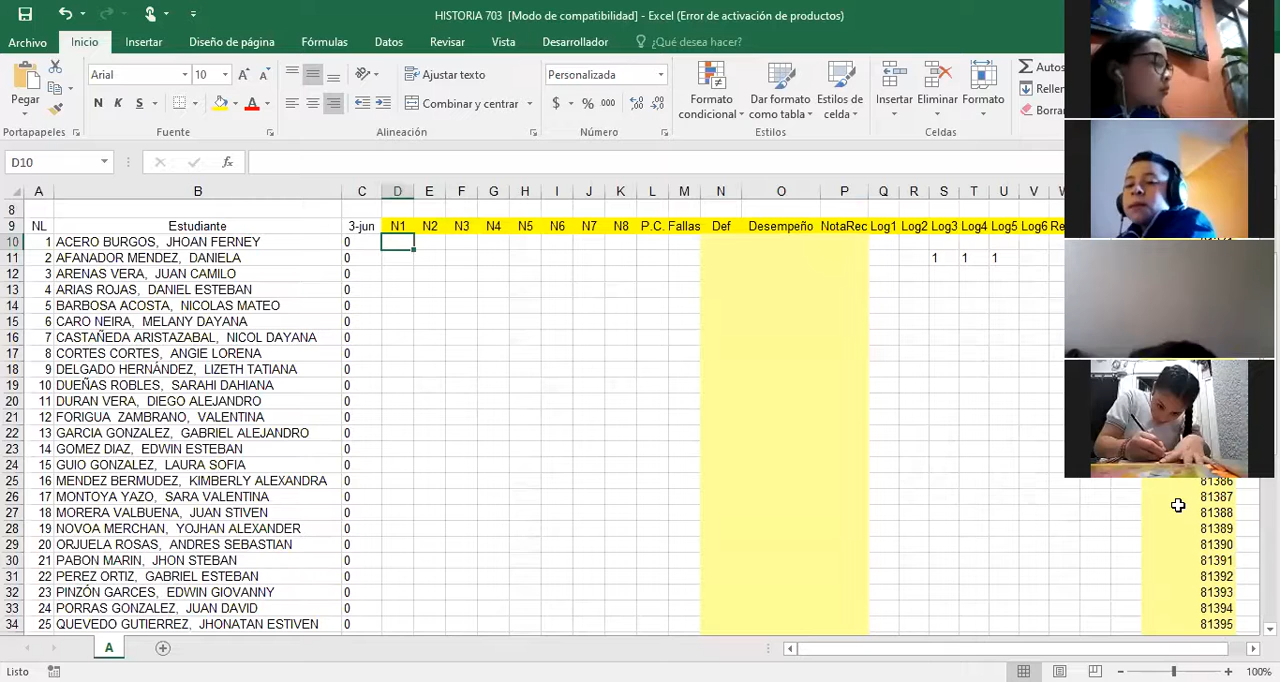 HISTORIA 703 [Modo de compatibilidad] - Excel (Error de activación de productos)
Archivo Inicio Insertar Diseño de página Fórmulas Datos Revisar Vista Desarrollador ¿Qué desea hacer?
Arial 10 Ajustar texto Personalizada
Pegar N K S Combinar y centrar $ % 000 Formato condicional Dar formato como tabla Estilos de celda Insertar Eliminar Formato
Portapapeles Fuente Alineación Número Estilos Celdas
D10 fx
A B C D E F G H I J K L M N O P Q R S T U V
8
9 NL Estudiante 3-jun N1 N2 N3 N4 N5 N6 N7 N8 P.C. Fallas Def Desempeño NotaRec Log1 Log2 Log3 Log4 Log5 Log6
10 1 ACERO BURGOS, JHOAN FERNEY 0
11 2 AFANADOR MENDEZ, DANIELA 0 1 1 1
12 3 ARENAS VERA, JUAN CAMILO 0
13 4 ARIAS ROJAS, DANIEL ESTEBAN 0
14 5 BARBOSA ACOSTA, NICOLAS MATEO 0
15 6 CARO NEIRA, MELANY DAYANA 0
16 7 CASTAÑEDA ARISTAZABAL, NICOL DAYANA 0
17 8 CORTES CORTES, ANGIE LORENA 0
18 9 DELGADO HERNÁNDEZ, LIZETH TATIANA 0
19 10 DUEÑAS ROBLES, SARAHI DAHIANA 0
20 11 DURAN VERA, DIEGO ALEJANDRO 0
21 12 FORIGUA ZAMBRANO, VALENTINA 0
22 13 GARCIA GONZALEZ, GABRIEL ALEJANDRO 0
23 14 GOMEZ DIAZ, EDWIN ESTEBAN 0
24 15 GUIO GONZALEZ, LAURA SOFIA 0
25 16 MENDEZ BERMUDEZ, KIMBERLY ALEXANDRA 0 81386
26 17 MONTOYA YAZO, SARA VALENTINA 0 81387
27 18 MORERA VALBUENA, JUAN STIVEN 0 81388
28 19 NOVOA MERCHAN, YOJHAN ALEXANDER 0 81389
29 20 ORJUELA ROSAS, ANDRES SEBASTIAN 0 81390
30 21 PABON MARIN, JHON STEBAN 0 81391
31 22 PEREZ ORTIZ, GABRIEL ESTEBAN 0 81392
32 23 PINZÓN GARCES, EDWIN GIOVANNY 0 81393
33 24 PORRAS GONZALEZ, JUAN DAVID 0 81394
34 25 QUEVEDO GUTIERREZ, JHONATAN ESTIVEN 0 81395
A
Listo 100%